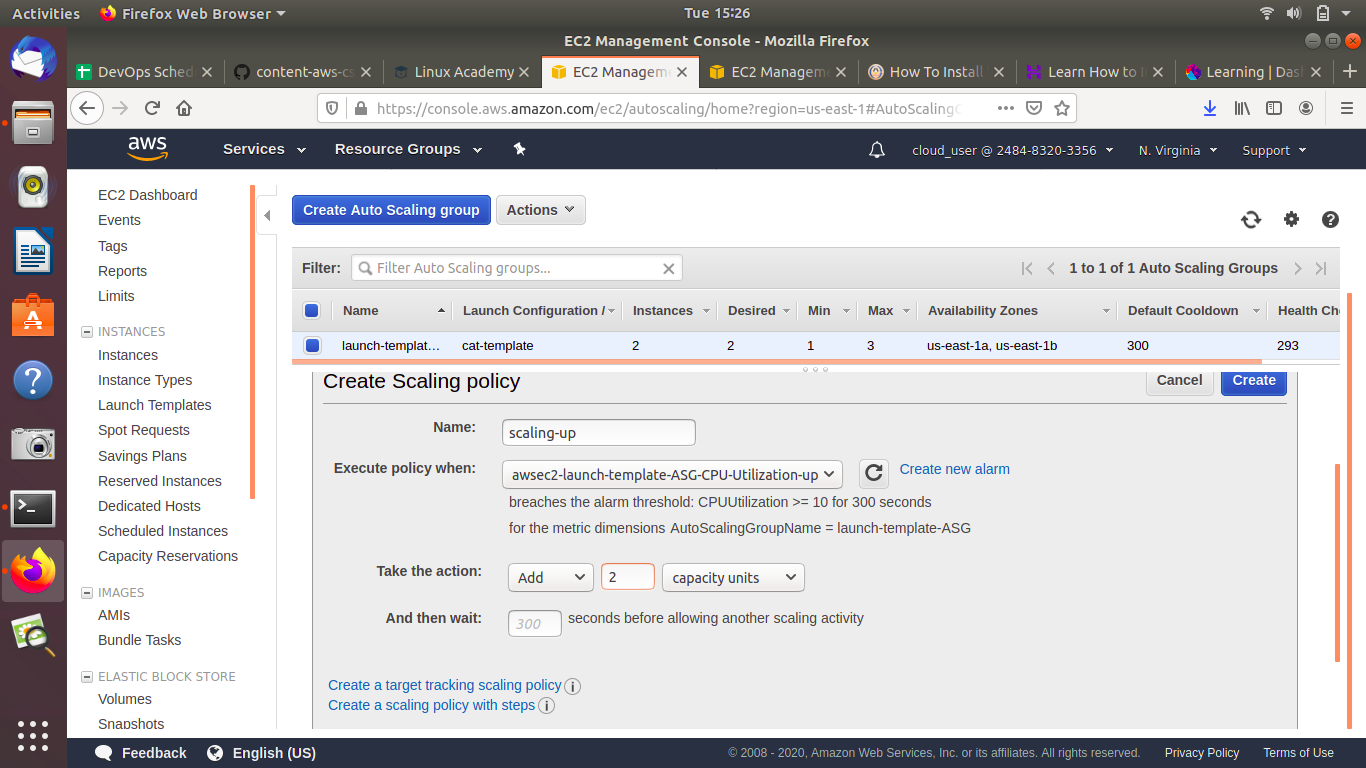 Activities Firefox Web Browser Tue 15:26
EC2 Management Console - Mozilla Firefox
DevOps Sched content-aws-cs Linux Academy EC2 Managem EC2 Managem How To Install Learn How to I Learning | Das
https://console.aws.amazon.com/ec2/autoscaling/home?region=us-east-1#AutoScalingG
aws Services Resource Groups cloud_user @ 2484-8320-3356 N. Virginia Support
EC2 Dashboard
Events
Tags
Reports
Limits
INSTANCES
Instances
Instance Types
Launch Templates
Spot Requests
Savings Plans
Reserved Instances
Dedicated Hosts
Scheduled Instances
Capacity Reservations
IMAGES
AMIs
Bundle Tasks
ELASTIC BLOCK STORE
Volumes
Snapshots
Create Auto Scaling group Actions
Filter: Filter Auto Scaling groups... 1 to 1 of 1 Auto Scaling Groups
Name Launch Configuration / Instances Desired Min Max Availability Zones Default Cooldown Health Che
launch-templat... cat-template 2 2 1 3 us-east-1a, us-east-1b 300 293
Create Scaling policy Cancel Create
Name: scaling-up
Execute policy when: awsec2-launch-template-ASG-CPU-Utilization-up Create new alarm
breaches the alarm threshold: CPUUtilization >= 10 for 300 seconds
for the metric dimensions AutoScalingGroupName = launch-template-ASG
Take the action: Add 2 capacity units
And then wait: 300 seconds before allowing another scaling activity
Create a target tracking scaling policy
Create a scaling policy with steps
Feedback English (US) © 2008 - 2020, Amazon Web Services, Inc. or its affiliates. All rights reserved. Privacy Policy Terms of Use